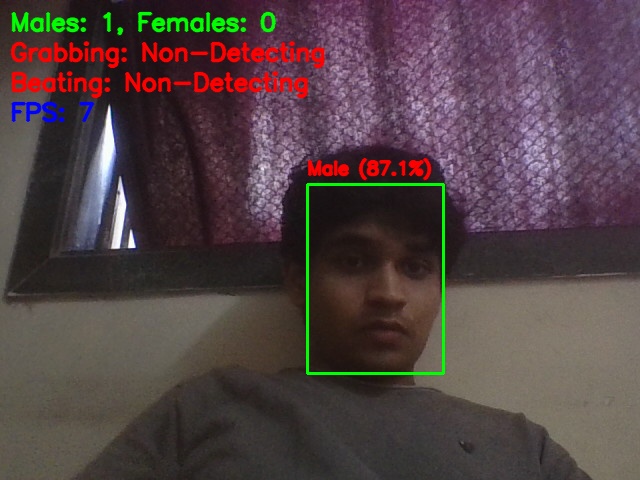 Males: 1, Females: 0
Grabbing: Non-Detecting
Beating: Non-Detecting
FPS: 7
Male (87.1%)